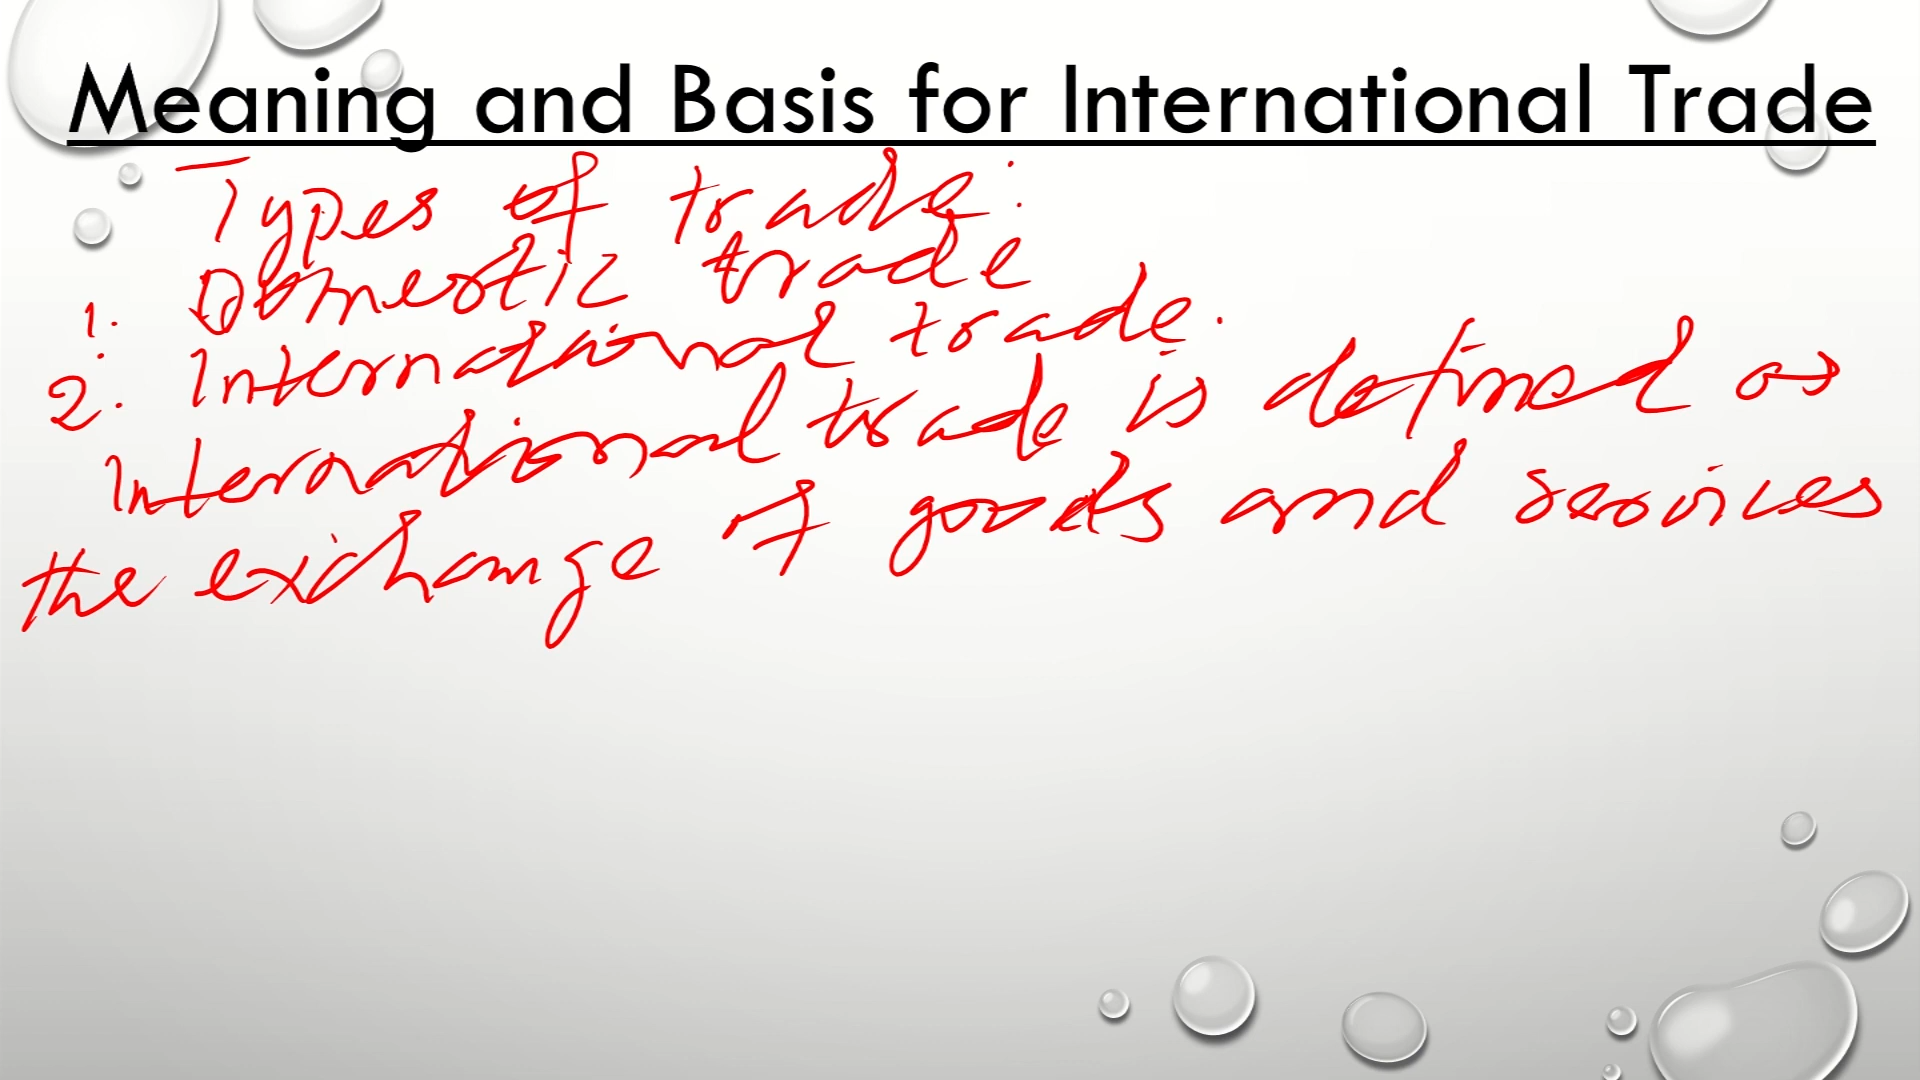 Meaning and Basis for International Trade
Types of trade:
1. Domestic trade
2. International trade.
International trade is defined as
the exchange of goods and services